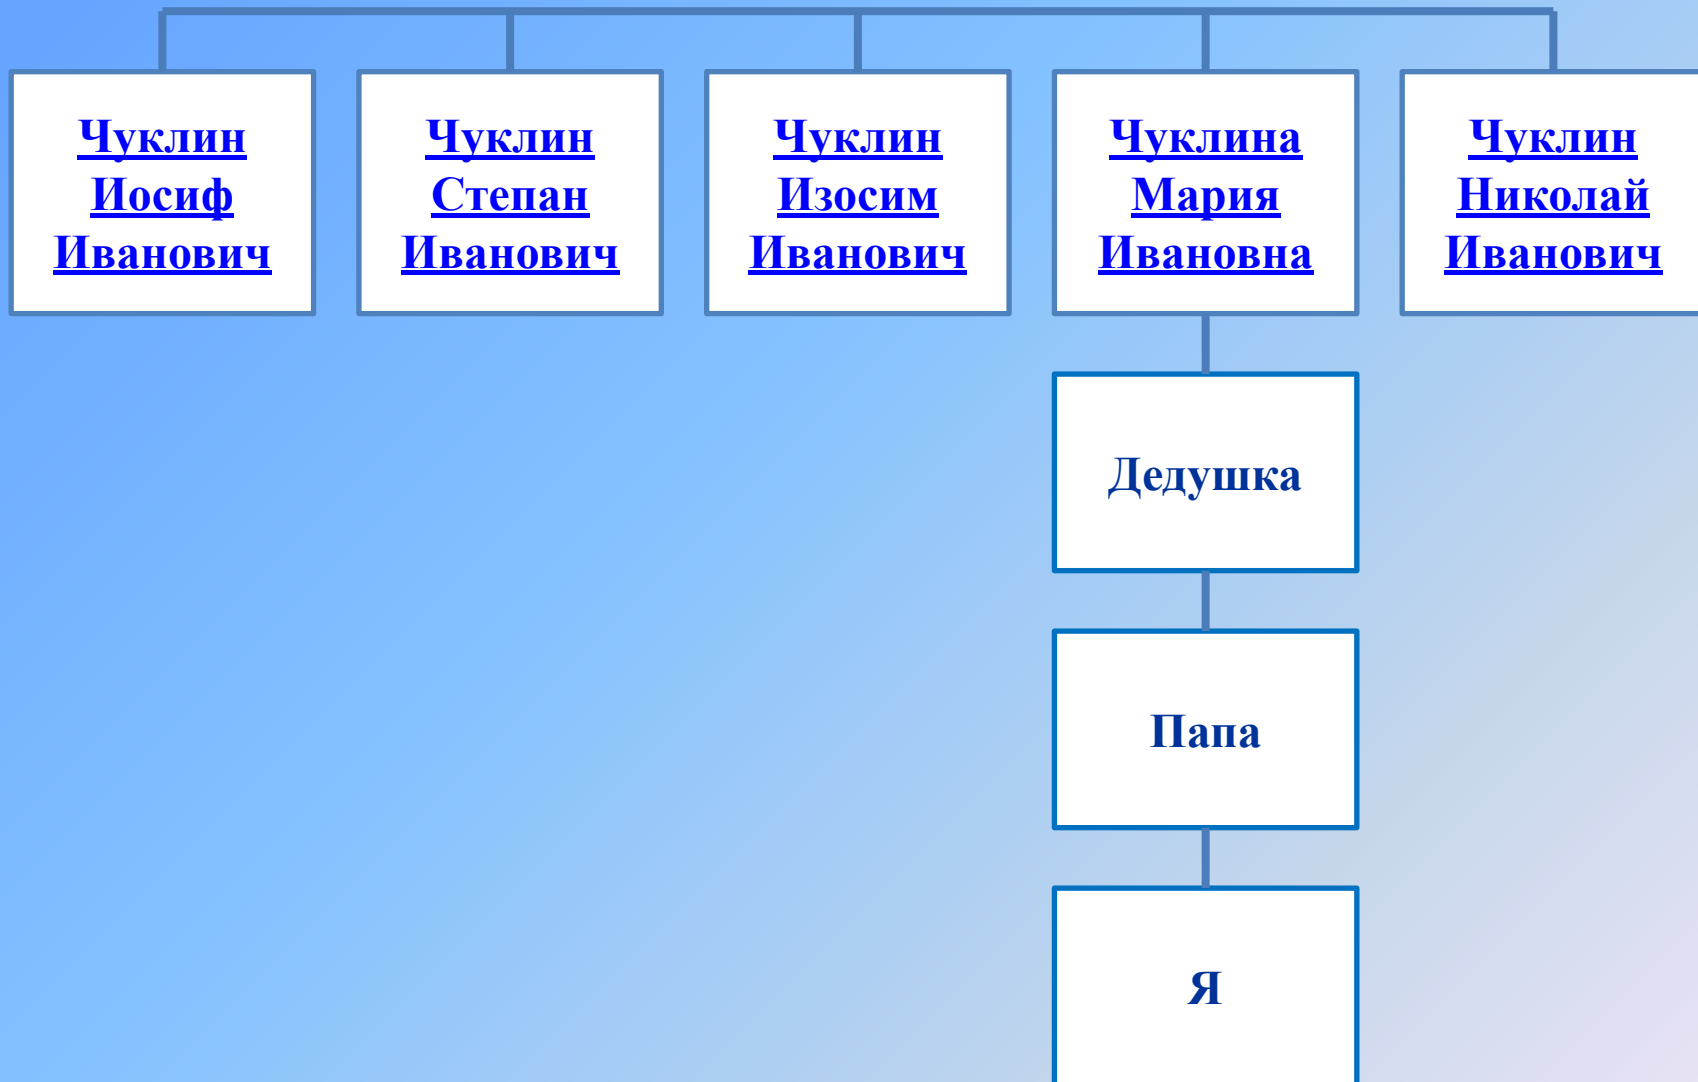 Чуклин
Иосиф
Иванович
Чуклин
Степан
Иванович
Чуклин
Изосим
Иванович
Чуклина
Мария
Ивановна
Чуклин
Николай
Иванович
Дедушка
Папа
Я